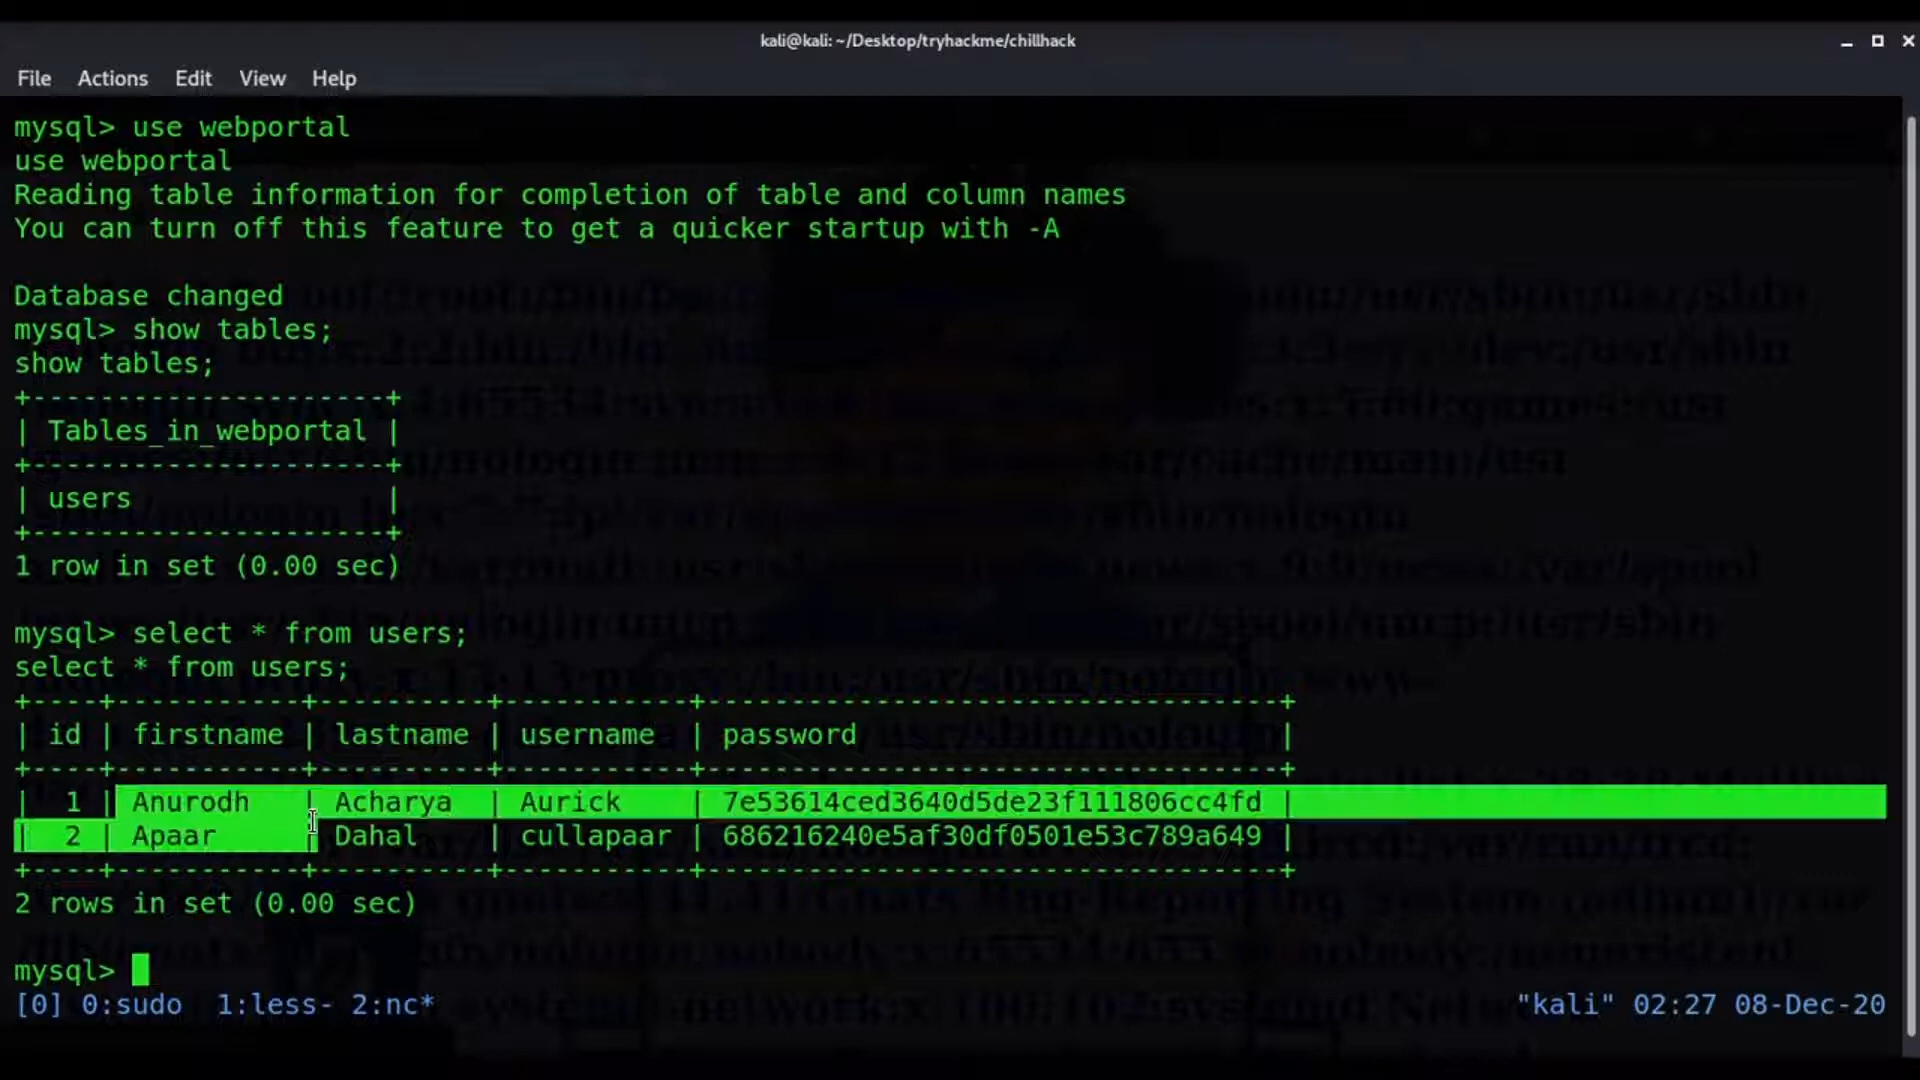 kali@kali: ~/Desktop/tryhackme/chillhack
File Actions Edit View Help
mysql> use webportal
use webportal
Reading table information for completion of table and column names
You can turn off this feature to get a quicker startup with -A
Database changed
mysql> show tables;
show tables;
+---------------------+
| Tables_in_webportal |
+---------------------+
| users               |
+---------------------+
1 row in set (0.00 sec)
mysql> select * from users;
select * from users;
+----+-----------+----------+-----------+----------------------------------+
| id | firstname | lastname | username  | password                         |
+----+-----------+----------+-----------+----------------------------------+
|  1 | Anurodh   | Acharya  | Aurick    | 7e53614ced3640d5de23f111806cc4fd |
|  2 | Apaar     | Dahal    | cullapaar | 686216240e5af30df0501e53c789a649 |
+----+-----------+----------+-----------+----------------------------------+
2 rows in set (0.00 sec)
mysql>
[0] 0:sudo 1:less- 2:nc* "kali" 02:27 08-Dec-20